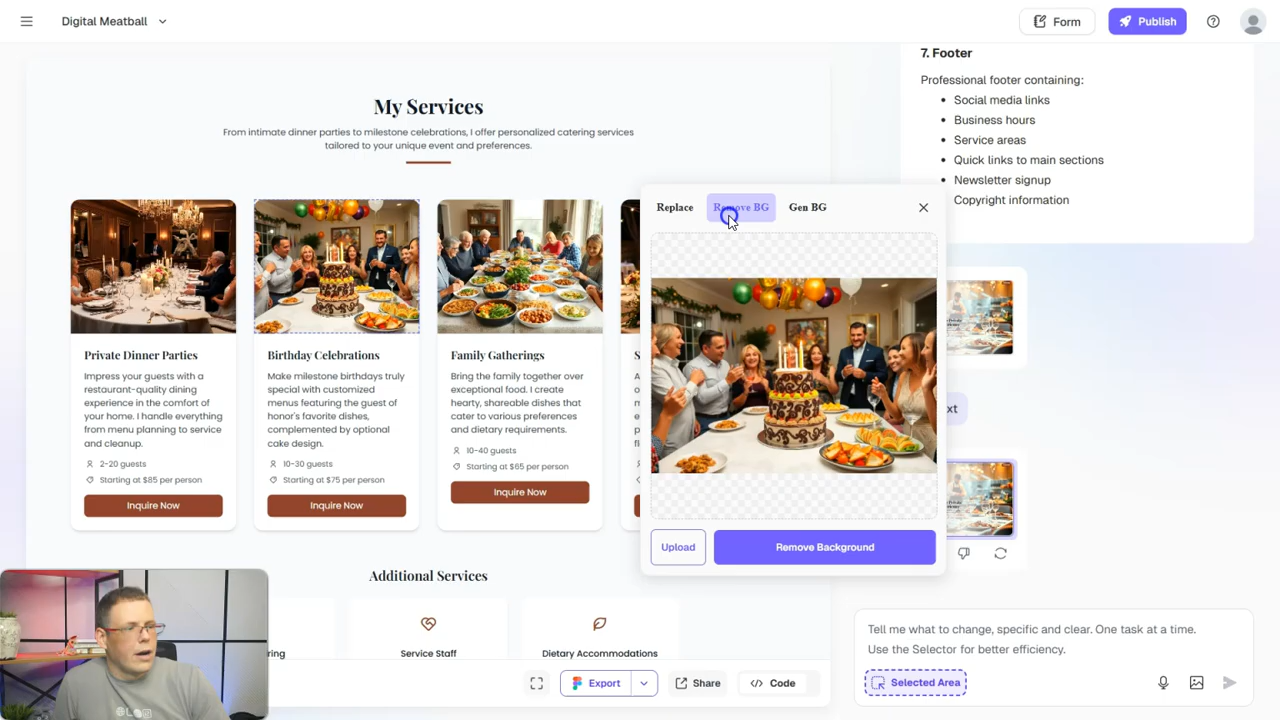 Digital Meatball
Form
Publish
My Services
From intimate dinner parties to milestone celebrations, I offer personalized catering services
tailored to your unique event and preferences.
Private Dinner Parties
Impress your guests with a
restaurant-quality dining
experience in the comfort of
your home. I handle everything
from menu planning to service
and cleanup.
2-20 guests
Starting at $85 per person
Inquire Now
Birthday Celebrations
Make milestone birthdays truly
special with customized
menus featuring the guest of
honor's favorite dishes,
complemented by optional
cake design.
10-30 guests
Starting at $75 per person
Inquire Now
Family Gatherings
Bring the family together over
exceptional food. I create
hearty, shareable dishes that
cater to various preferences
and dietary requirements.
10-40 guests
Starting at $65 per person
Inquire Now
Additional Services
Service Staff
Dietary Accommodations
Replace
Remove BG
Gen BG
Upload
Remove Background
Export
Share
Code
7. Footer
Professional footer containing:
• Social media links
• Business hours
• Service areas
• Quick links to main sections
• Newsletter signup
Copyright information
Tell me what to change, specific and clear. One task at a time.
Use the Selector for better efficiency.
Selected Area